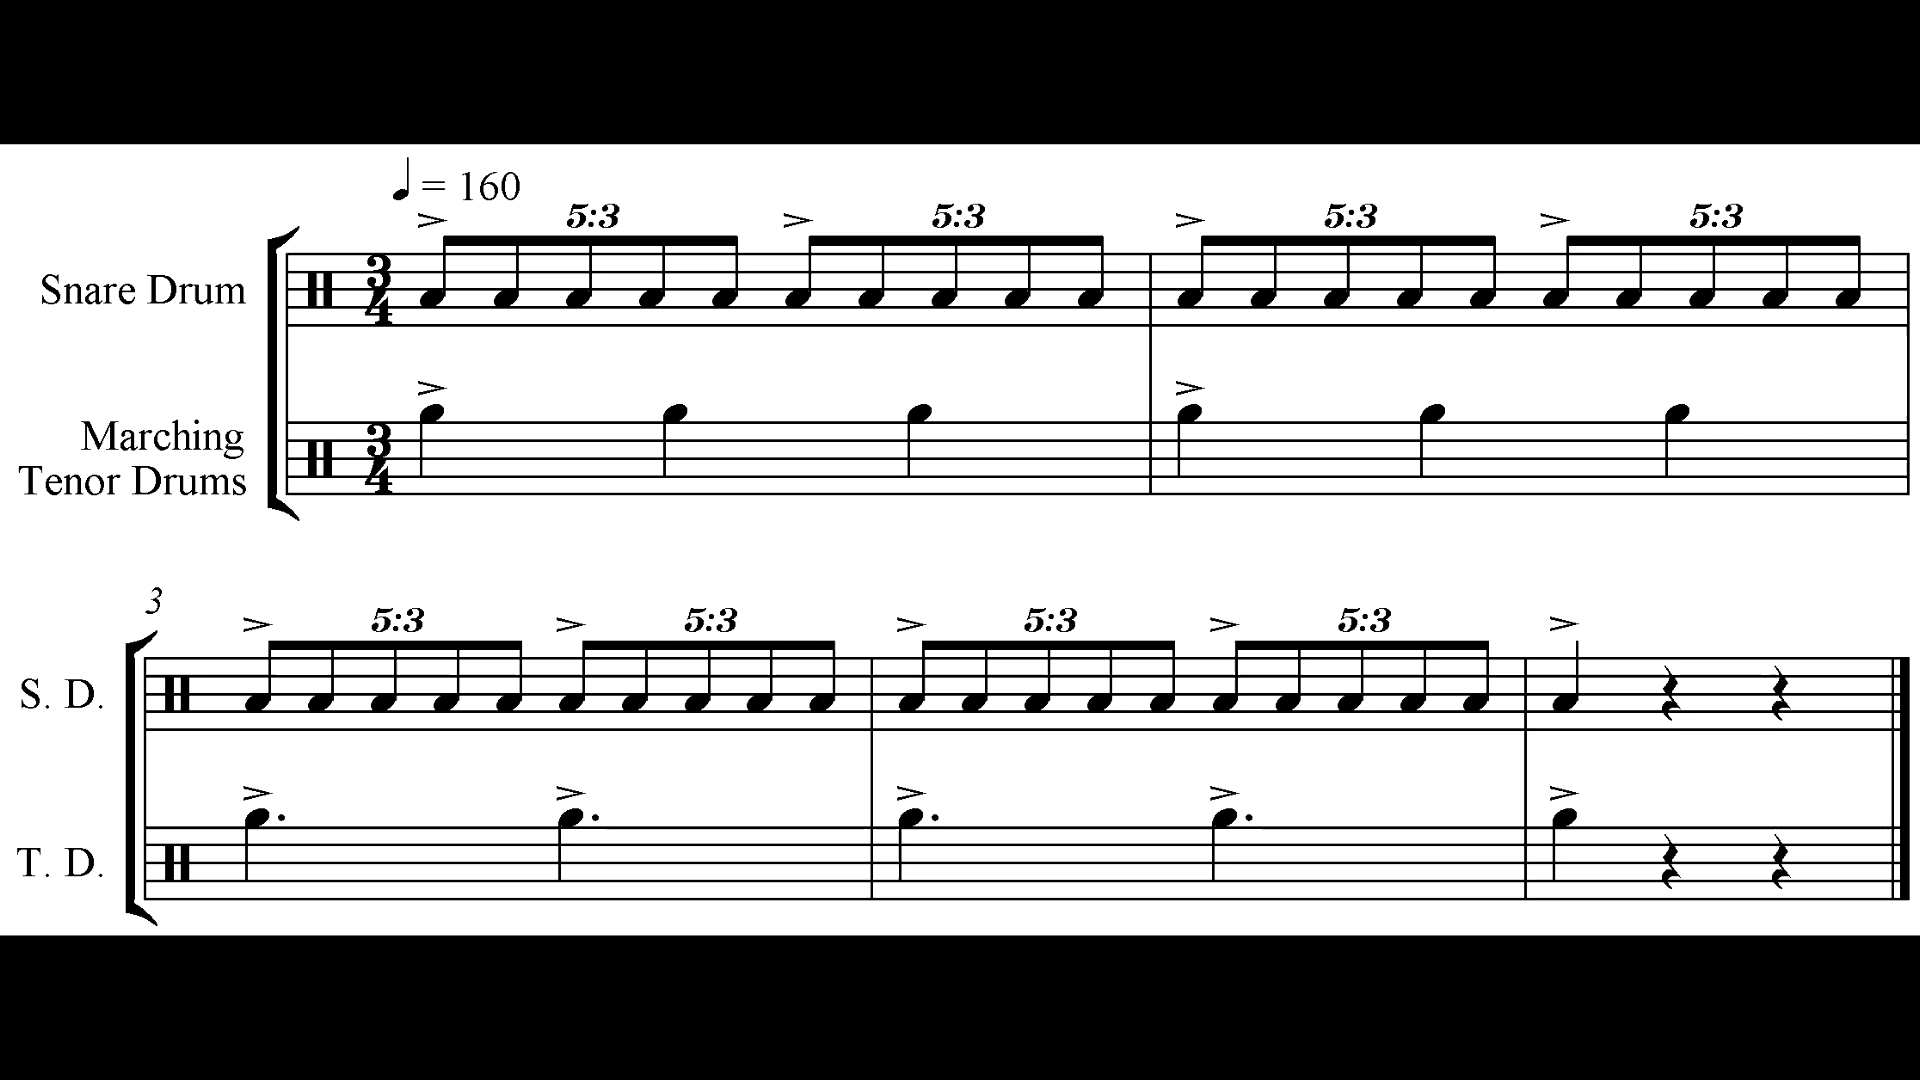 ♩ = 160
5:3 5:3 5:3 5:3
Snare Drum
3
4
Marching
Tenor Drums
3
4
3
5:3 5:3 5:3 5:3
S. D.
T. D.